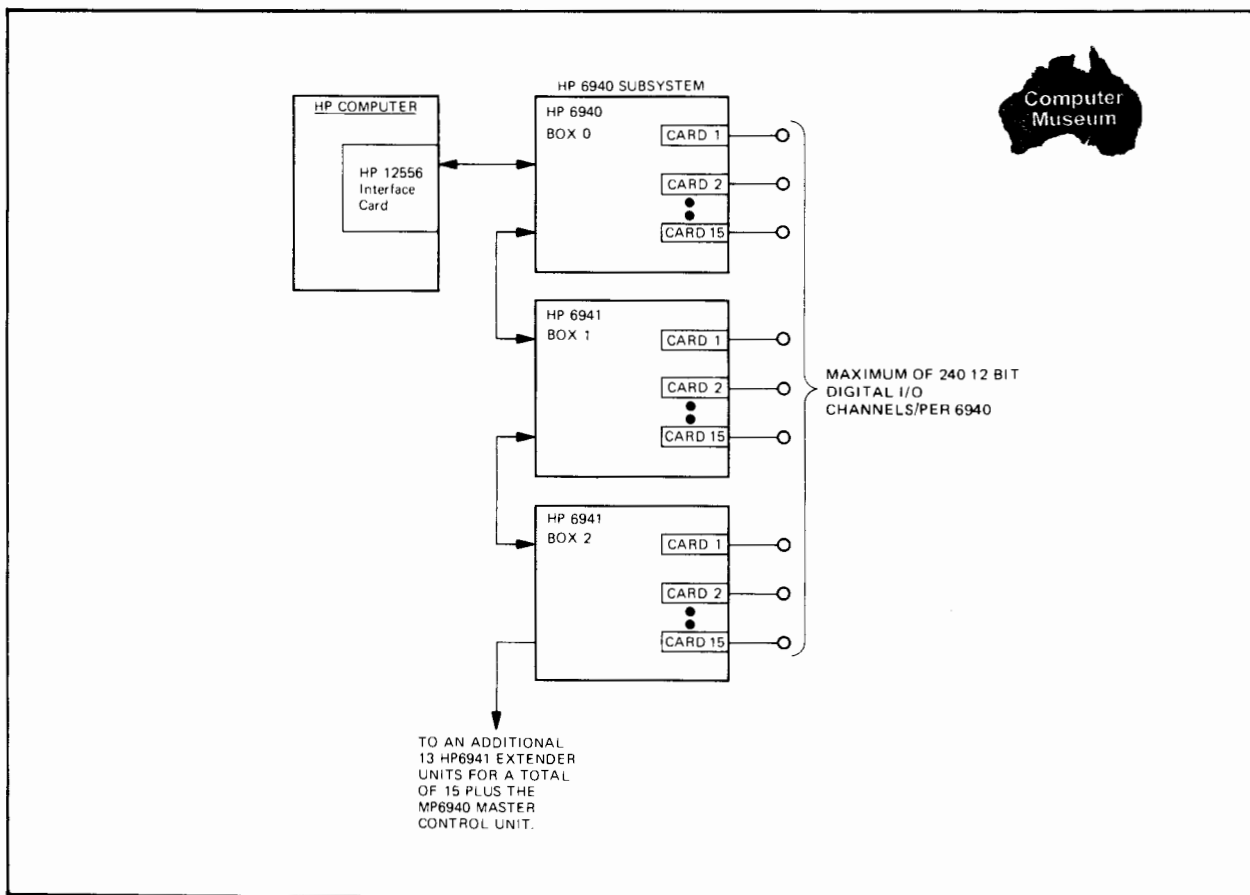 Computer
Museum
HP COMPUTER
HP 12556
Interface
Card
HP 6940 SUBSYSTEM
HP 6940
BOX 0
CARD 1
CARD 2
CARD 15
HP 6941
BOX 1
CARD 1
CARD 2
CARD 15
HP 6941
BOX 2
CARD 1
CARD 2
CARD 15
MAXIMUM OF 240 12 BIT
DIGITAL I/O
CHANNELS/PER 6940
TO AN ADDITIONAL
13 HP6941 EXTENDER
UNITS FOR A TOTAL
OF 15 PLUS THE
MP6940 MASTER
CONTROL UNIT.